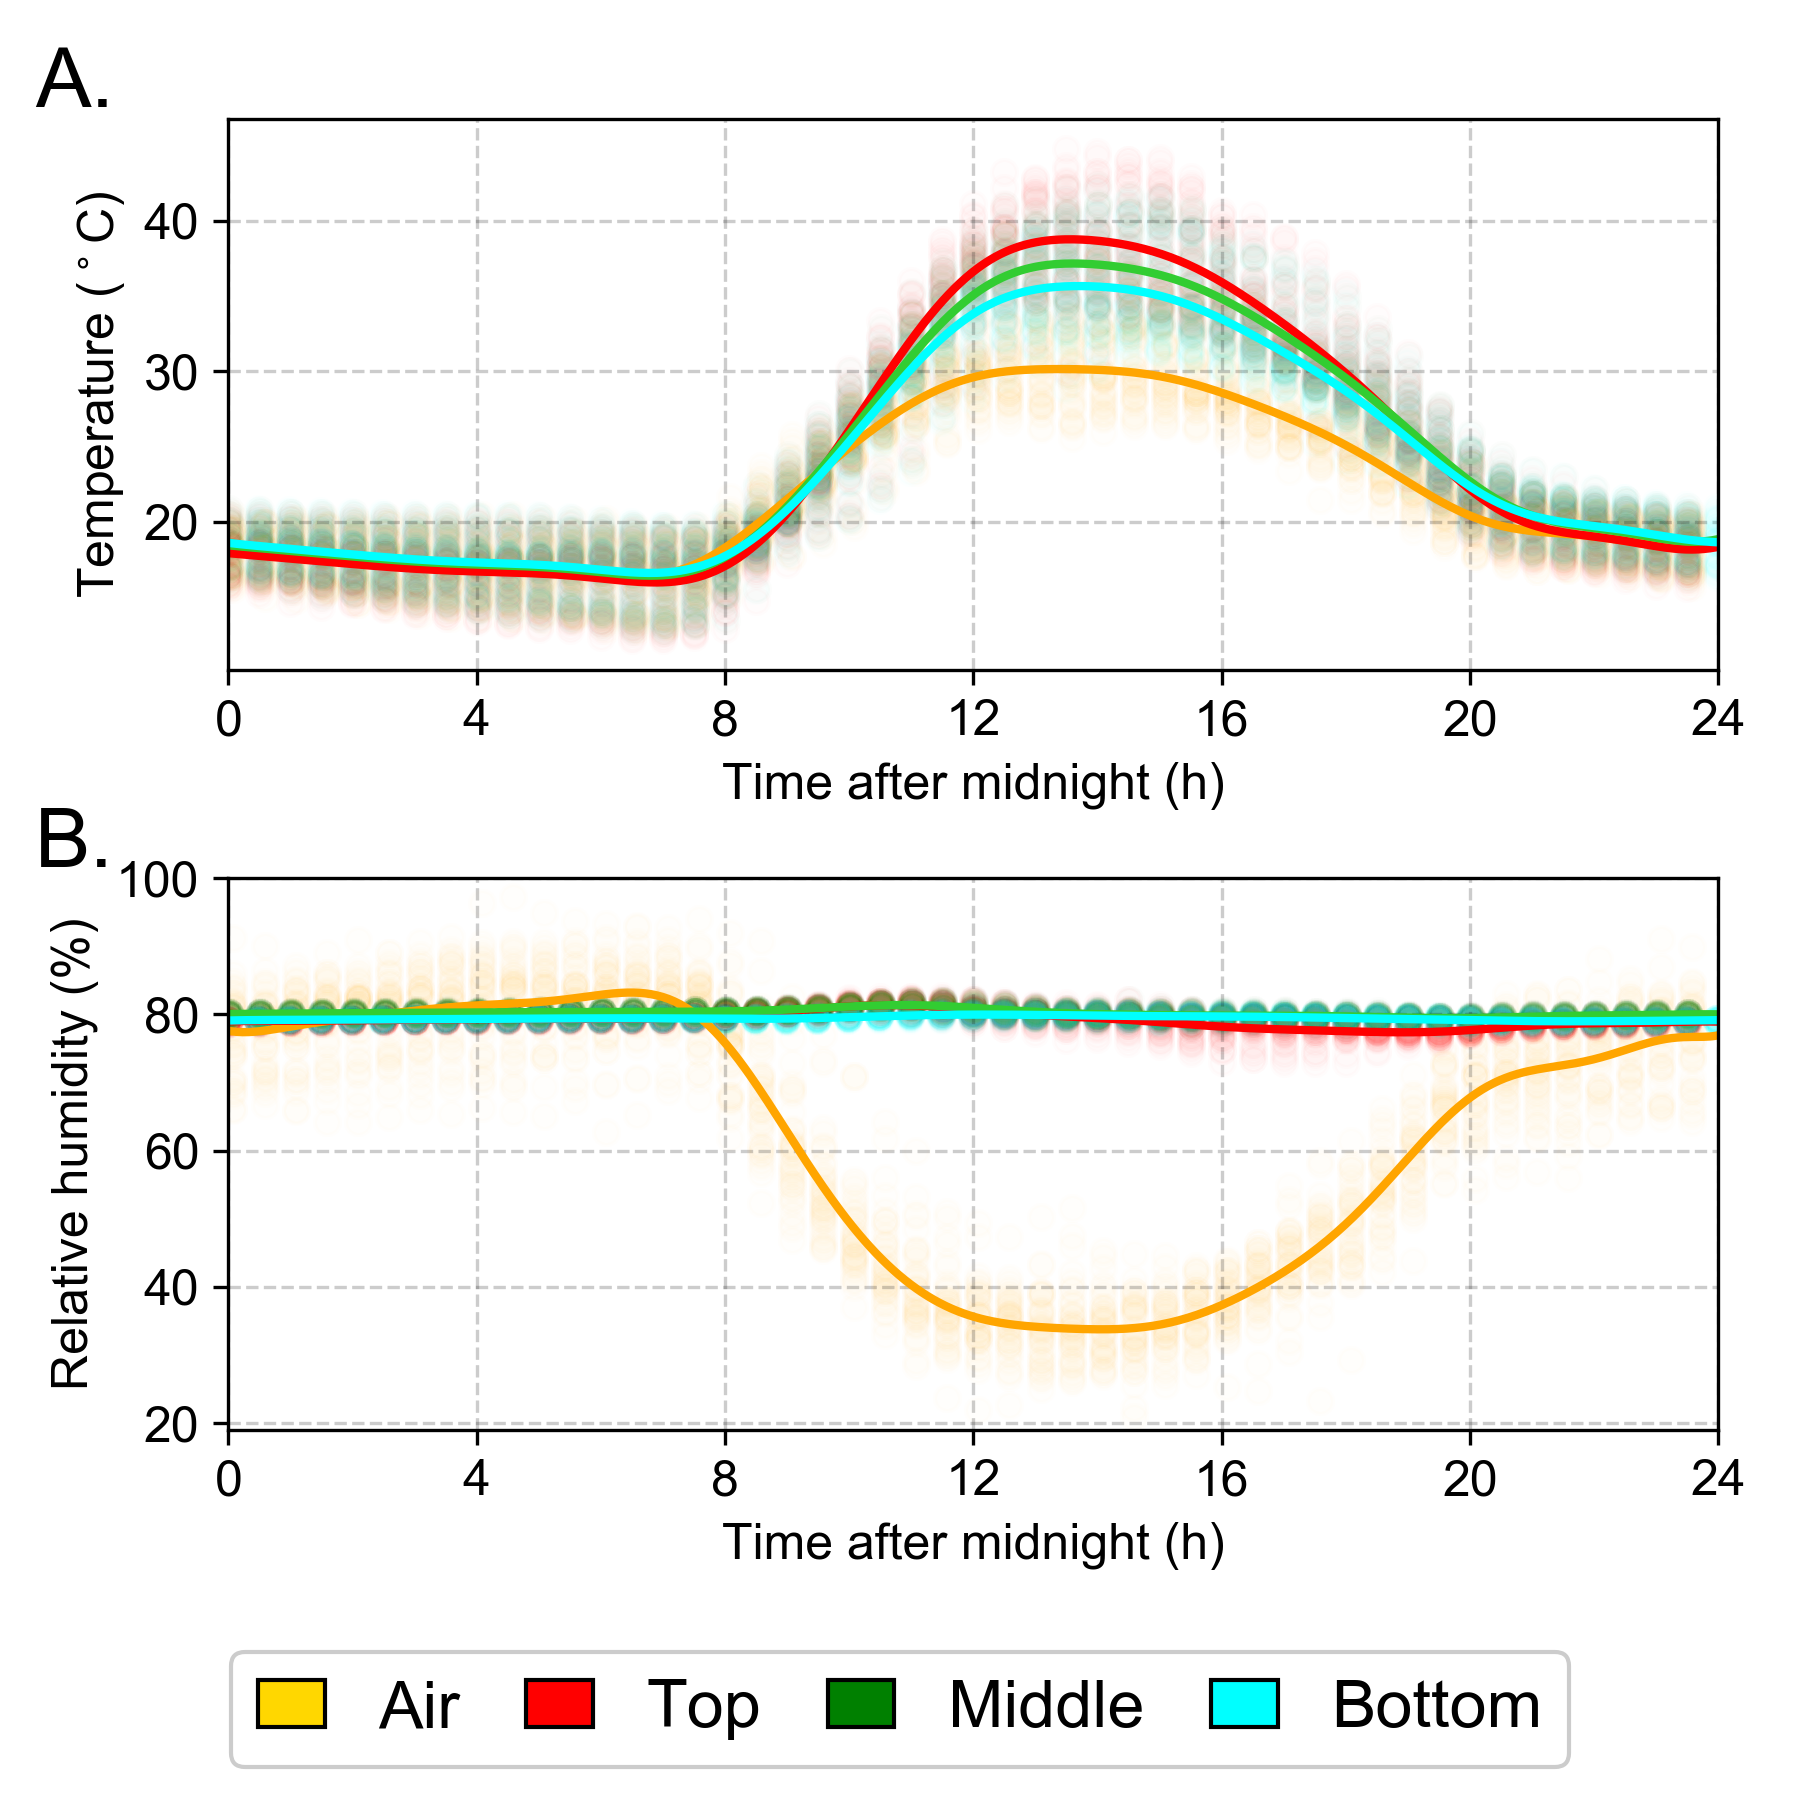 A.
Temperature (°C)
40
30
20
0 4 8 12 16 20 24
Time after midnight (h)
B.
Relative humidity (%)
100
80
60
40
20
0 4 8 12 16 20 24
Time after midnight (h)
Air Top Middle Bottom